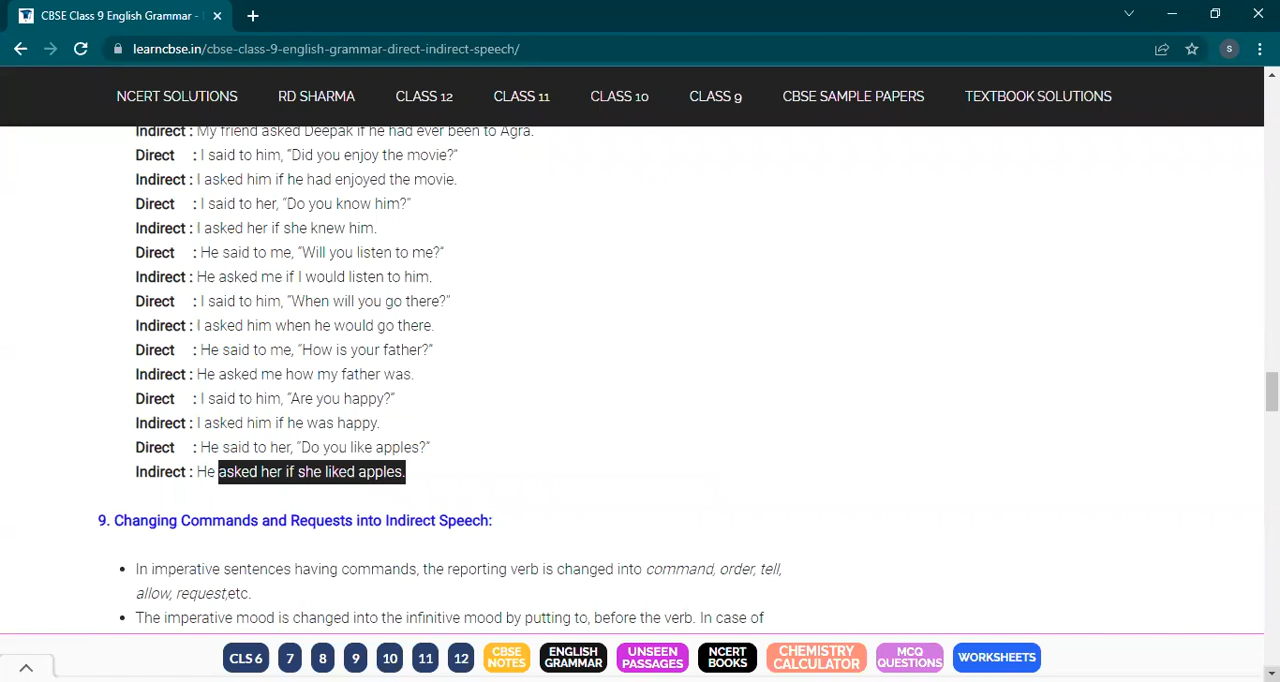 CBSE Class 9 English Grammar -
learncbse.in/cbse-class-9-english-grammar-direct-indirect-speech/
S
NCERT SOLUTIONS RD SHARMA CLASS 12 CLASS 11 CLASS 10 CLASS 9 CBSE SAMPLE PAPERS TEXTBOOK SOLUTIONS
Indirect : My friend asked Deepak if he had ever been to Agra.
Direct : I said to him, “Did you enjoy the movie?”
Indirect : I asked him if he had enjoyed the movie.
Direct : I said to her, “Do you know him?”
Indirect : I asked her if she knew him.
Direct : He said to me, “Will you listen to me?”
Indirect : He asked me if I would listen to him.
Direct : I said to him, “When will you go there?”
Indirect : I asked him when he would go there.
Direct : He said to me, “How is your father?”
Indirect : He asked me how my father was.
Direct : I said to him, “Are you happy?”
Indirect : I asked him if he was happy.
Direct : He said to her, “Do you like apples?”
Indirect : He asked her if she liked apples.
9. Changing Commands and Requests into Indirect Speech:
• In imperative sentences having commands, the reporting verb is changed into command, order, tell,
allow, request,etc.
• The imperative mood is changed into the infinitive mood by putting to, before the verb. In case of
CLS 6 7 8 9 10 11 12 CBSE NOTES ENGLISH GRAMMAR UNSEEN PASSAGES NCERT BOOKS CHEMISTRY CALCULATOR MCQ QUESTIONS WORKSHEETS